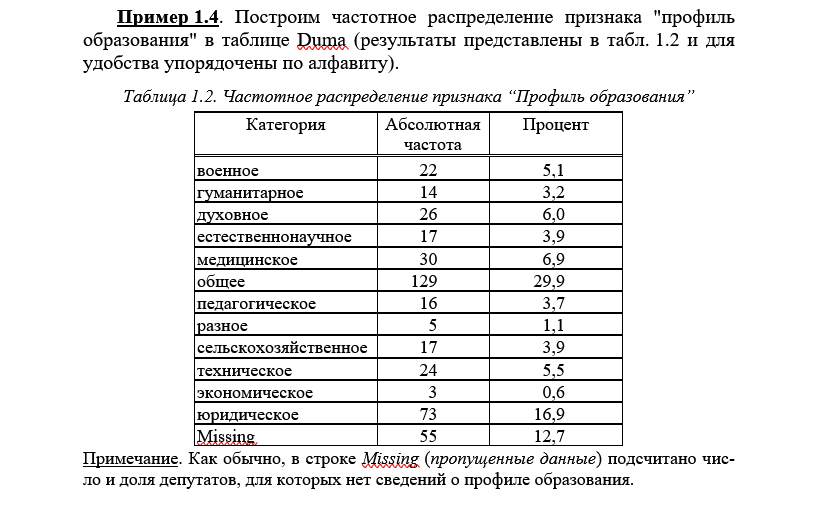 Пример 1.4. Построим частотное распределение признака "профиль
образования" в таблице Duma (результаты представлены в табл. 1.2 и для
удобства упорядочены по алфавиту).
Таблица 1.2. Частотное распределение признака “Профиль образования”
Категория Абсолютная частота Процент
военное 22 5,1
гуманитарное 14 3,2
духовное 26 6,0
естественнонаучное 17 3,9
медицинское 30 6,9
общее 129 29,9
педагогическое 16 3,7
разное 5 1,1
сельскохозяйственное 17 3,9
техническое 24 5,5
экономическое 3 0,6
юридическое 73 16,9
Missing 55 12,7
Примечание. Как обычно, в строке Missing (пропущенные данные) подсчитано чис-
ло и доля депутатов, для которых нет сведений о профиле образования.